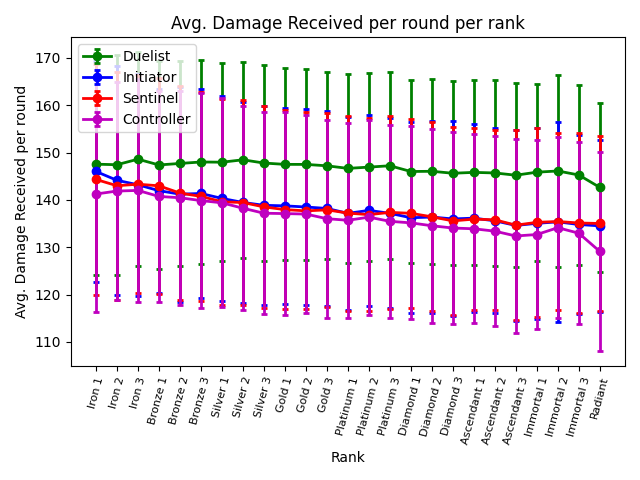 Avg. Damage Received per round per rank
Duelist
Initiator
Sentinel
Controller
Avg. Damage Received per round
170
160
150
140
130
120
110
Iron 1
Iron 2
Iron 3
Bronze 1
Bronze 2
Bronze 3
Silver 1
Silver 2
Silver 3
Gold 1
Gold 2
Gold 3
Platinum 1
Platinum 2
Platinum 3
Diamond 1
Diamond 2
Diamond 3
Ascendant 1
Ascendant 2
Ascendant 3
Immortal 1
Immortal 2
Immortal 3
Radiant
Rank